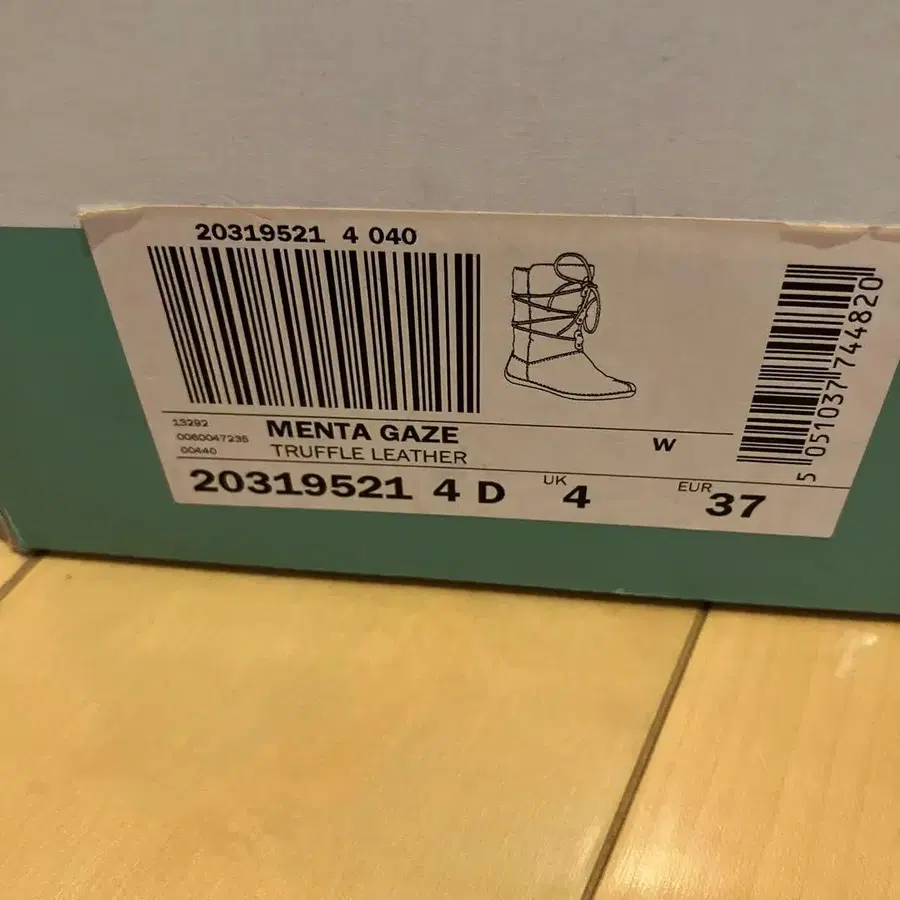 20319521 4 040
13292
0060047235
00440
MENTA GAZE
TRUFFLE LEATHER
W
20319521 4 D
UK 4
EUR 37
5 051037 744820